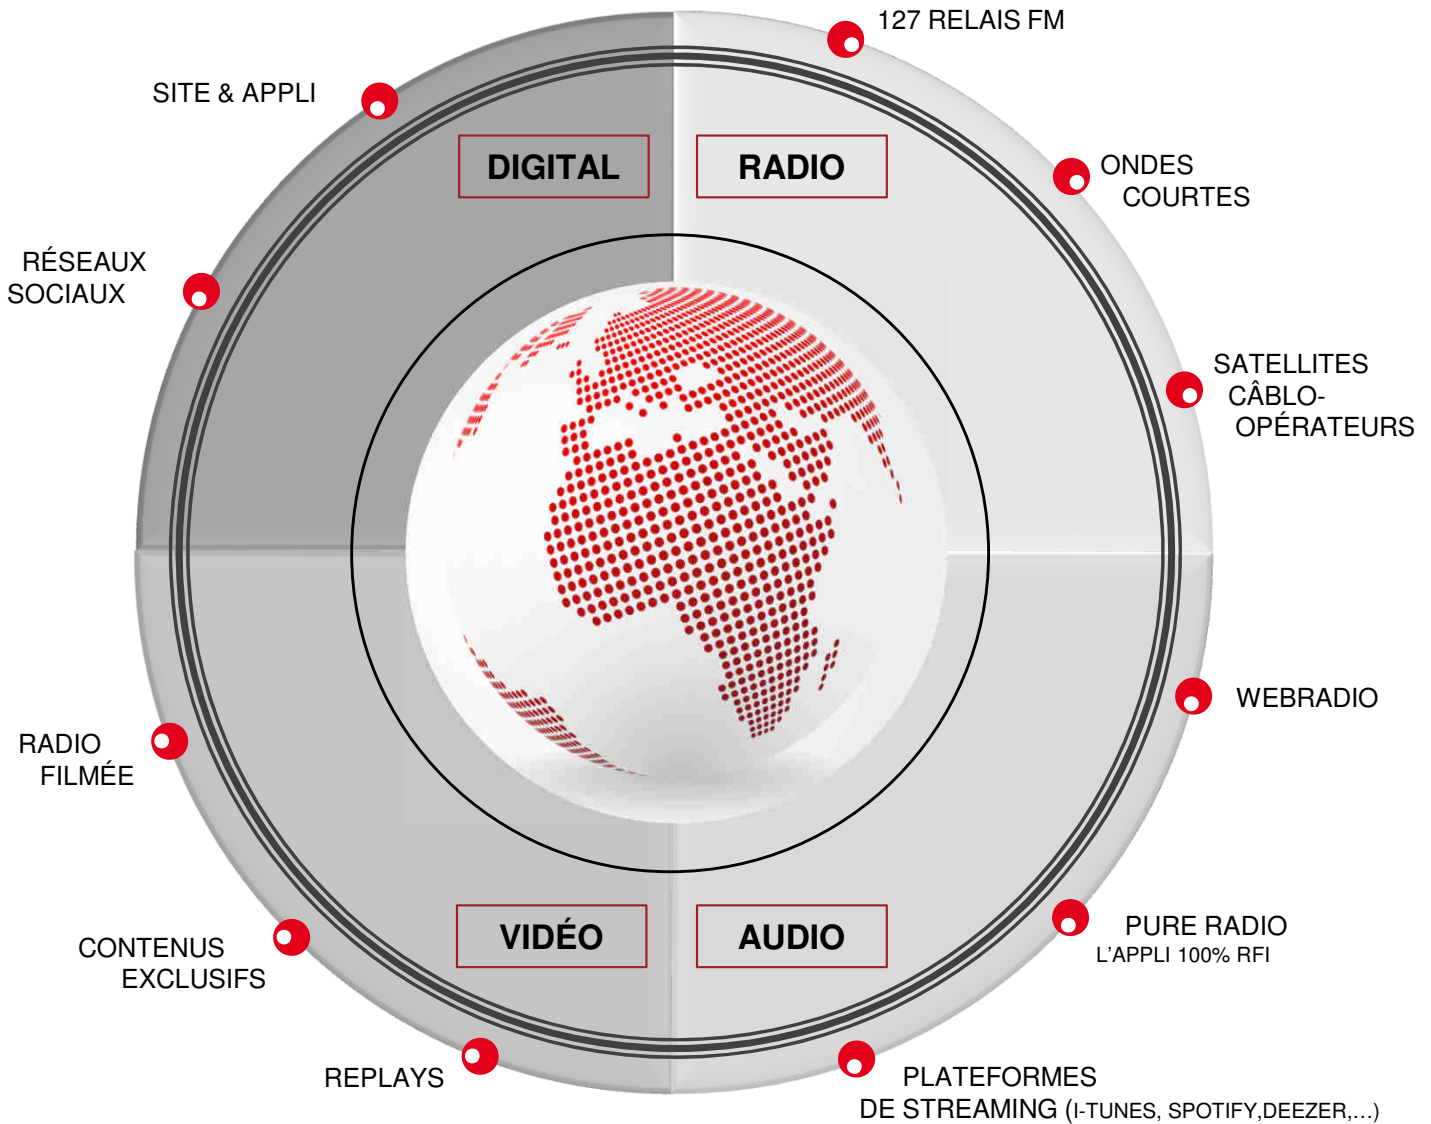 DIGITAL
SITE & APPLI
RÉSEAUX
SOCIAUX
RADIO
127 RELAIS FM
ONDES
COURTES
SATELLITES
CÂBLO-
OPÉRATEURS
AUDIO
WEBRADIO
PURE RADIO
L'APPLI 100% RFI
PLATEFORMES
DE STREAMING (I-TUNES, SPOTIFY,DEEZER,...)
VIDÉO
RADIO
FILMÉE
CONTENUS
EXCLUSIFS
REPLAYS